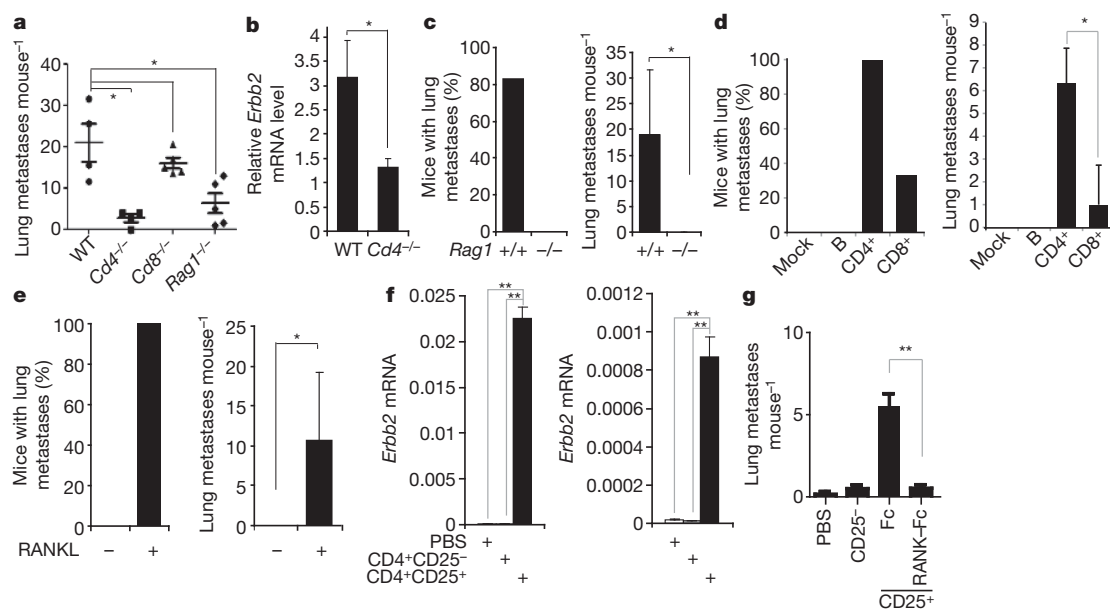 a
Lung metastases mouse⁻¹
40
30
20
10
0
*
*
*
WT
Cd4⁻/⁻
Cd8⁻/⁻
Rag1⁻/⁻
b
Relative Erbb2
mRNA level
4
3.5
3
2.5
2
1.5
1
0.5
0
*
WT Cd4⁻/⁻
c
Mice with lung
metastases (%)
100
80
60
40
20
0
Rag1 +/+ −/−
Lung metastases mouse⁻¹
35
30
25
20
15
10
5
0
*
+/+ −/−
d
Mice with lung
metastases (%)
100
80
60
40
20
0
Mock
B
CD4⁺
CD8⁺
Lung metastases mouse⁻¹
9
8
7
6
5
4
3
2
1
0
*
Mock
B
CD4⁺
CD8⁺
e
Mice with lung
metastases (%)
100
80
60
40
20
0
RANKL − +
Lung metastases mouse⁻¹
25
20
15
10
5
0
*
− +
f
Erbb2 mRNA
0.025
0.02
0.015
0.01
0.005
0
**
**
PBS +
CD4⁺CD25⁻ +
CD4⁺CD25⁺ +
Erbb2 mRNA
0.0012
0.001
0.0008
0.0006
0.0004
0.0002
0
**
**
+
+
+
g
Lung metastases
mouse⁻¹
10
5
0
**
PBS
CD25⁻
Fc
RANK–Fc
CD25⁺